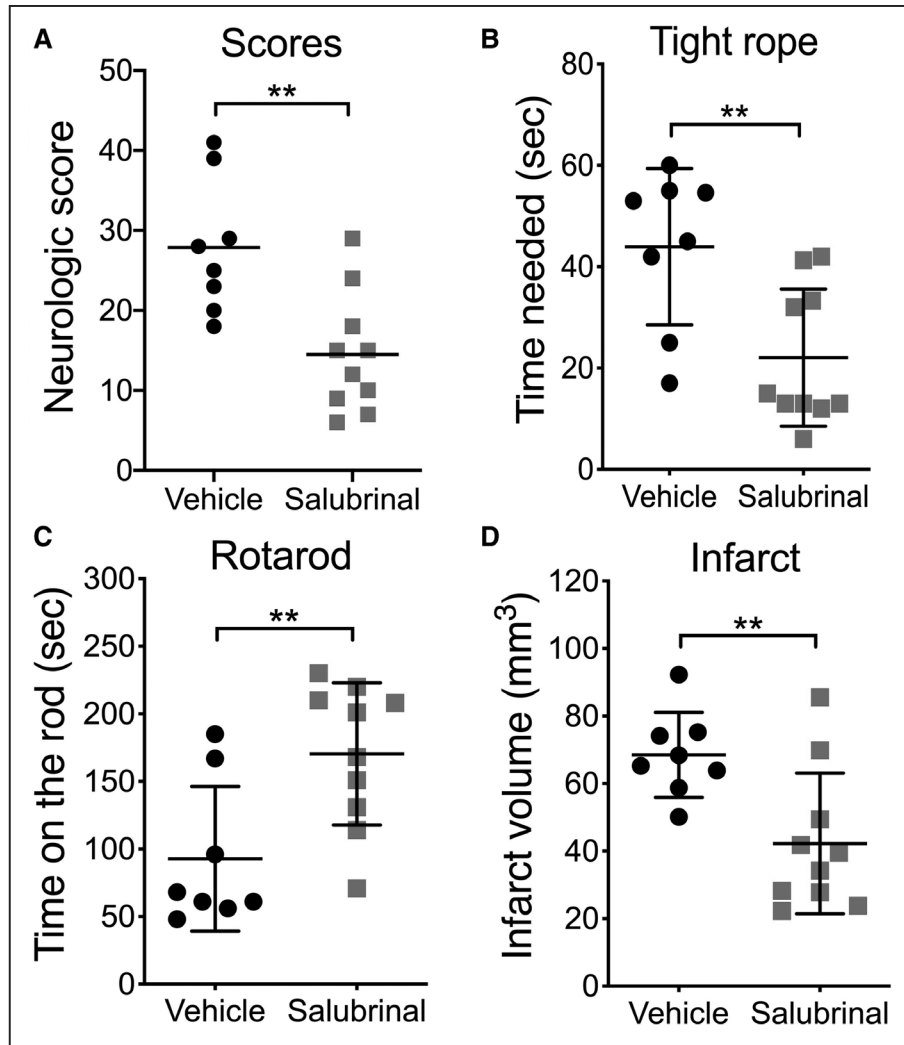 A
Scores
**
Neurologic score
50
40
30
20
10
0
Vehicle
Salubrinal
B
Tight rope
**
Time needed (sec)
80
60
40
20
0
Vehicle
Salubrinal
C
Rotarod
**
Time on the rod (sec)
300
250
200
150
100
50
0
Vehicle
Salubrinal
D
Infarct
**
Infarct volume (mm³)
120
100
80
60
40
20
0
Vehicle
Salubrinal